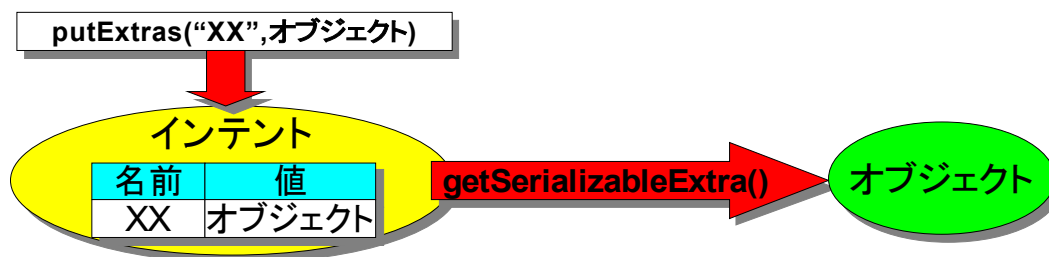 putExtras(“XX”,オブジェクト)
インテント
名前 値
XX オブジェクト
getSerializableExtra()
オブジェクト